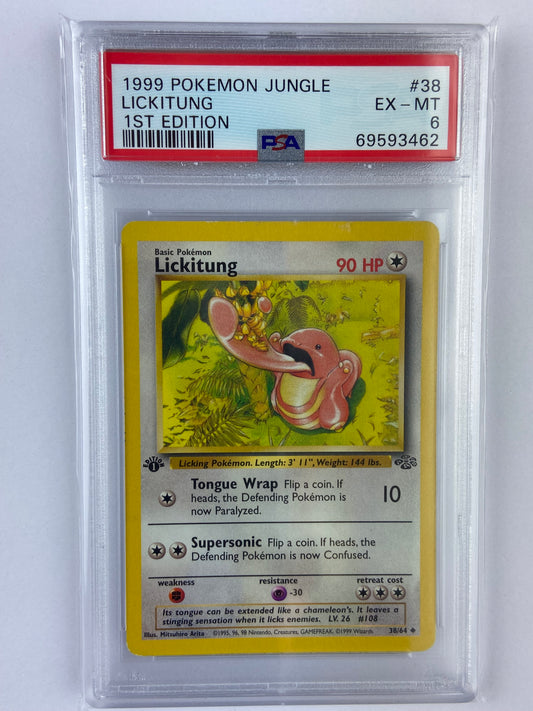 1999 POKEMON JUNGLE #38
LICKITUNG EX - MT
1ST EDITION 6
PSA
69593462
Basic Pokémon
Lickitung 90 HP
EDITION 1
Licking Pokémon. Length: 3' 11", Weight: 144 lbs.
Tongue Wrap Flip a coin. If
heads, the Defending Pokémon is
now Paralyzed.
10
Supersonic Flip a coin. If heads, the
Defending Pokémon is now Confused.
weakness resistance retreat cost
-30
Its tongue can be extended like a chameleon's. It leaves a
stinging sensation when it licks enemies. LV. 26 #108
Illus. Mitsuhiro Arita ©1995, 96, 98 Nintendo, Creatures, GAMEFREAK. ©1999 Wizards. 38/64